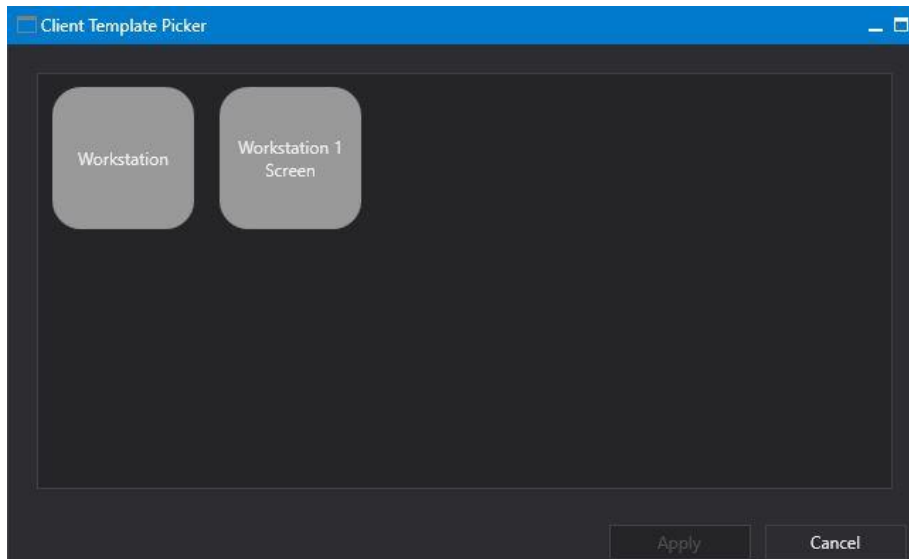 Client Template Picker
Workstation
Workstation 1
Screen
Apply
Cancel